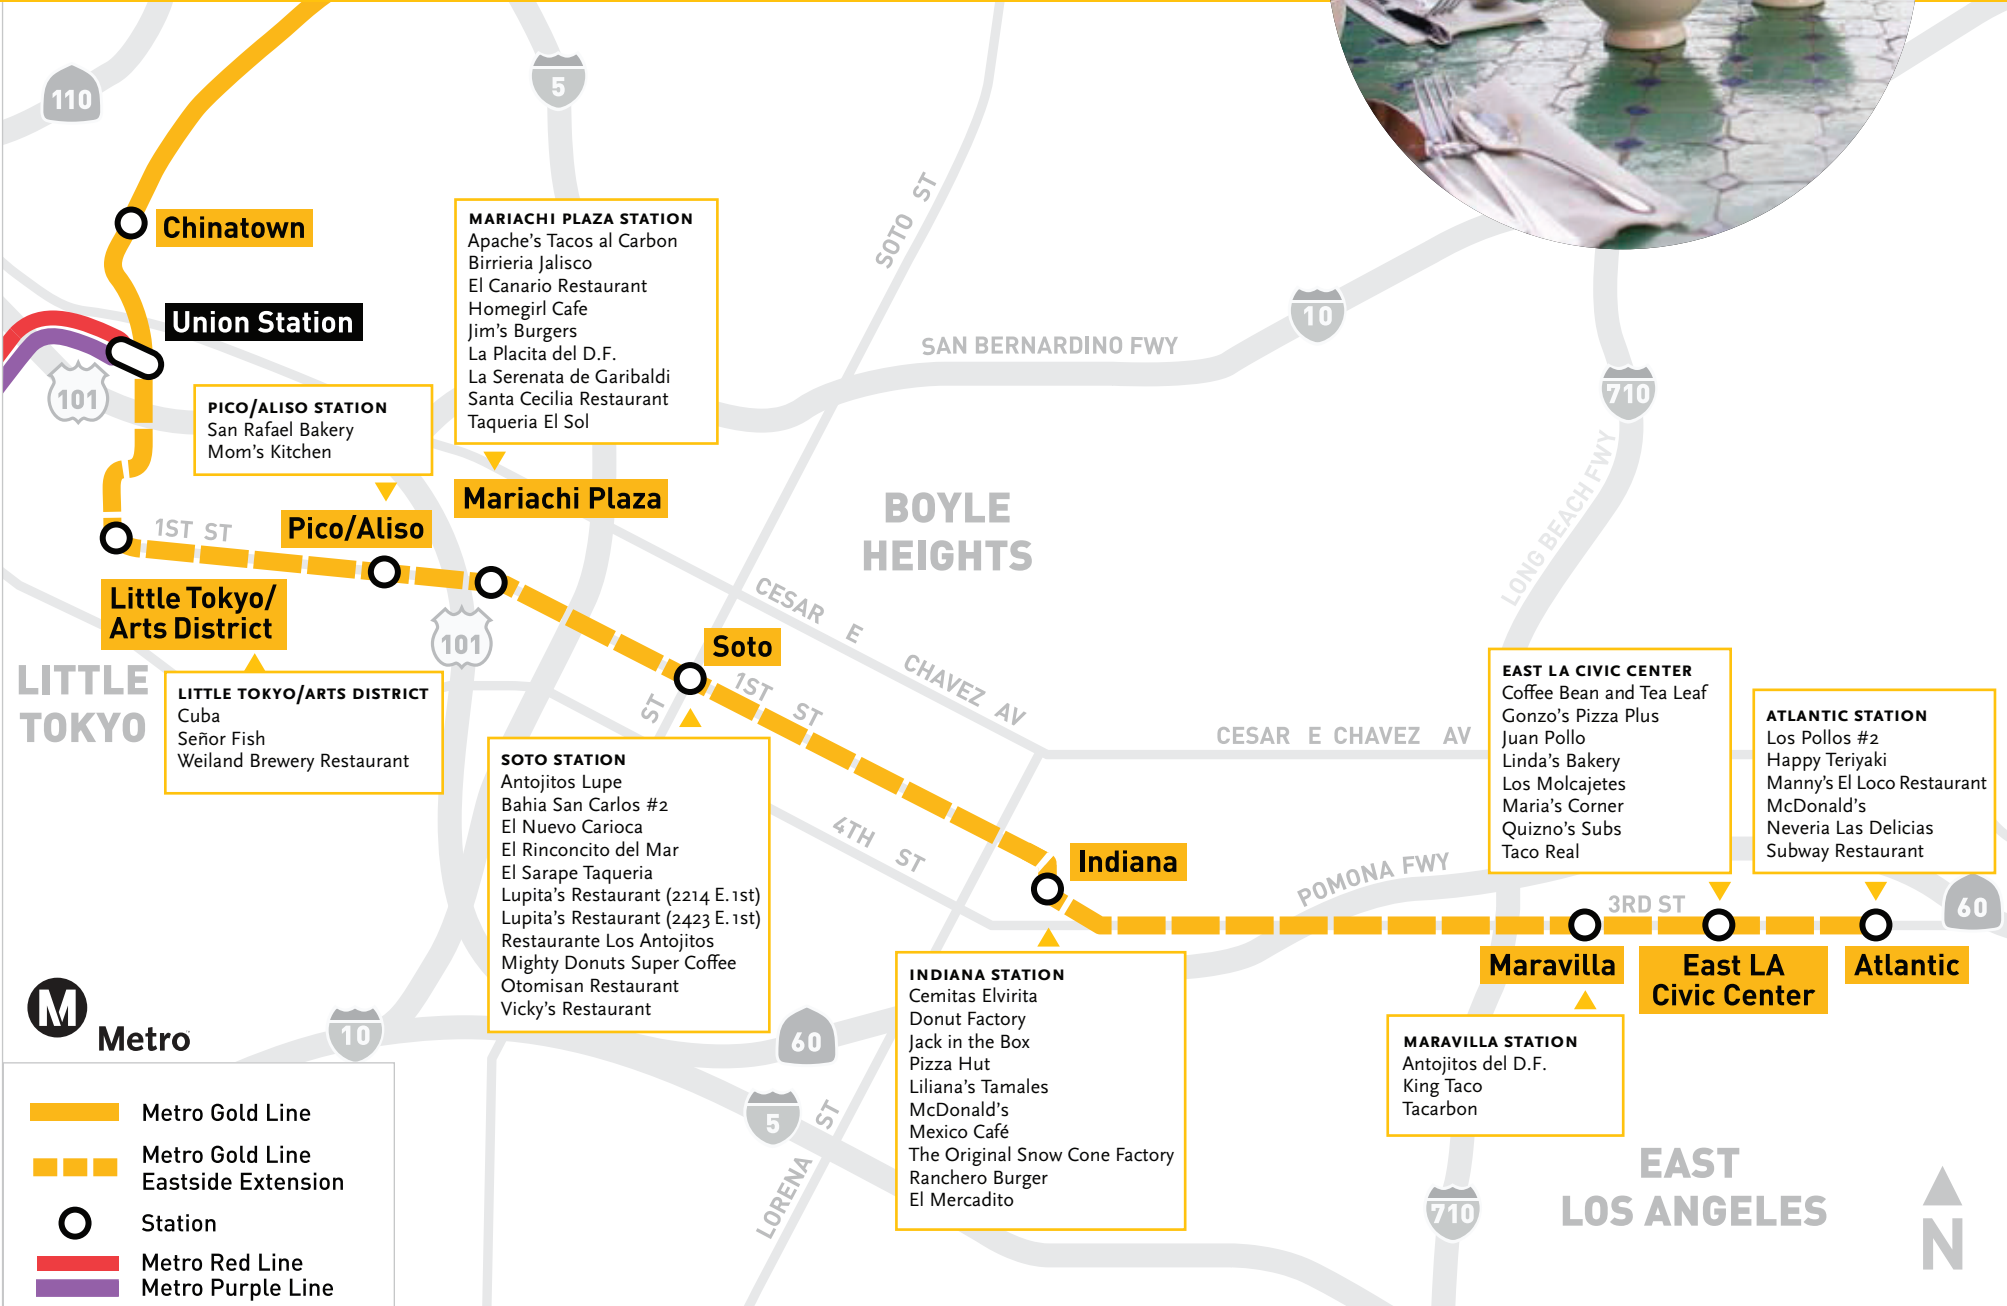 110
5
Chinatown
Union Station
101
SOTO ST
SAN BERNARDINO FWY
10
710
LONG BEACH FWY
MARIACHI PLAZA STATION
Apache's Tacos al Carbon
Birrieria Jalisco
El Canario Restaurant
Homegirl Cafe
Jim's Burgers
La Placita del D.F.
La Serenata de Garibaldi
Santa Cecilia Restaurant
Taqueria El Sol
Mariachi Plaza
PICO/ALISO STATION
San Rafael Bakery
Mom's Kitchen
Pico/Aliso
1ST ST
BOYLE
HEIGHTS
Little Tokyo/
Arts District
101
LITTLE
TOKYO
LITTLE TOKYO/ARTS DISTRICT
Cuba
Señor Fish
Weiland Brewery Restaurant
Soto
ST
1ST ST
CESAR E CHAVEZ AV
CESAR E CHAVEZ AV
SOTO STATION
Antojitos Lupe
Bahia San Carlos #2
El Nuevo Carioca
El Rinconcito del Mar
El Sarape Taqueria
Lupita's Restaurant (2214 E. 1st)
Lupita's Restaurant (2423 E. 1st)
Restaurante Los Antojitos
Mighty Donuts Super Coffee
Otomisan Restaurant
Vicky's Restaurant
4TH ST
Indiana
POMONA FWY
INDIANA STATION
Cemitas Elvirita
Donut Factory
Jack in the Box
Pizza Hut
Liliana's Tamales
McDonald's
Mexico Café
The Original Snow Cone Factory
Ranchero Burger
El Mercadito
EAST LA CIVIC CENTER
Coffee Bean and Tea Leaf
Gonzo's Pizza Plus
Juan Pollo
Linda's Bakery
Los Molcajetes
Maria's Corner
Quizno's Subs
Taco Real
ATLANTIC STATION
Los Pollos #2
Happy Teriyaki
Manny's El Loco Restaurant
McDonald's
Neveria Las Delicias
Subway Restaurant
3RD ST
60
Maravilla
East LA
Civic Center
Atlantic
MARAVILLA STATION
Antojitos del D.F.
King Taco
Tacarbon
10
60
5
LORENA ST
710
EAST
LOS ANGELES
N
M
Metro
Metro Gold Line
Metro Gold Line
Eastside Extension
Station
Metro Red Line
Metro Purple Line